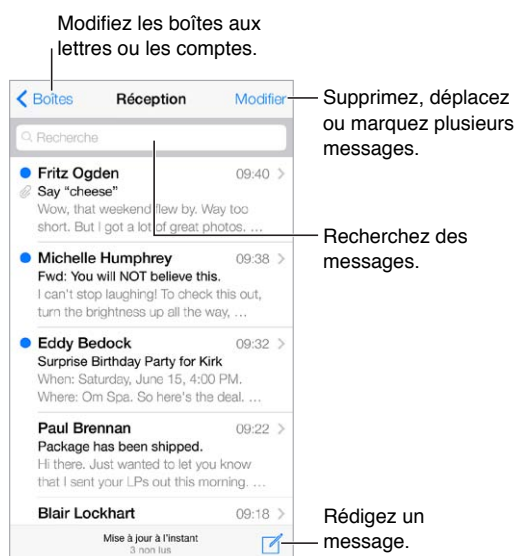 Modifiez les boîtes aux
lettres ou les comptes.
Boîtes Réception Modifier
Supprimez, déplacez
ou marquez plusieurs
messages.
Recherche
Fritz Ogden 09:40
Say “cheese”
Wow, that weekend flew by. Way too
short. But I got a lot of great photos. …
Recherchez des
messages.
Michelle Humphrey 09:38
Fwd: You will NOT believe this.
I can't stop laughing! To check this out,
turn the brightness up all the way, …
Eddy Bedock 09:32
Surprise Birthday Party for Kirk
When: Saturday, June 15, 4:00 PM.
Where: Om Spa. So here's the deal. …
Paul Brennan 09:22
Package has been shipped.
Hi there. Just wanted to let you know
that I sent your LPs out this morning. …
Blair Lockhart 09:18
Mise à jour à l'instant
3 non lus
Rédigez un
message.